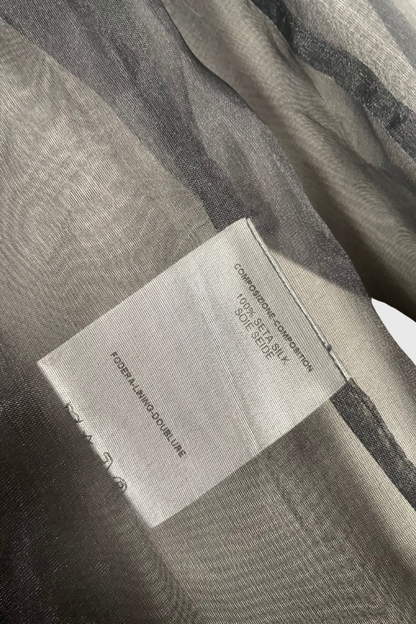 COMPOSIZIONE-COMPOSITION
100% SETA SILK
SOIE SEIDE
FODERA-LINING-DOUBLURE